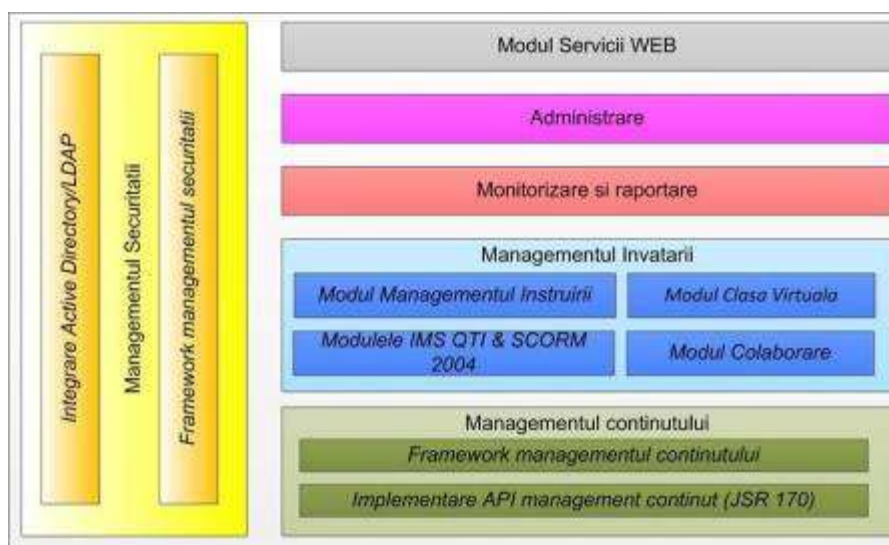 Integrare Active Directory/LDAP
Managementul Securitatii
Framework managementul securitatii
Modul Servicii WEB
Administrare
Monitorizare si raportare
Managementul Invatarii
Modul Managementul Instruirii
Modul Clasa Virtuala
Modulele IMS QTI & SCORM
2004
Modul Colaborare
Managementul continutului
Framework managementul continutului
Implementare API management continut (JSR 170)